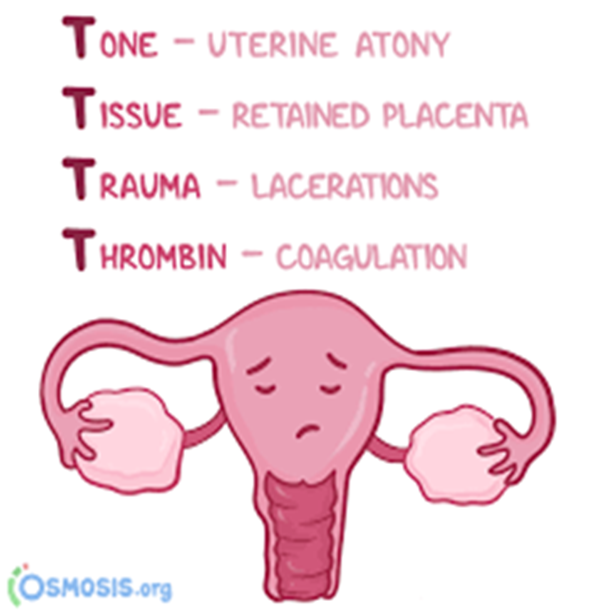 TONE – UTERINE ATONY
TISSUE – RETAINED PLACENTA
TRAUMA – LACERATIONS
THROMBIN – COAGULATION
OSMOSIS.org